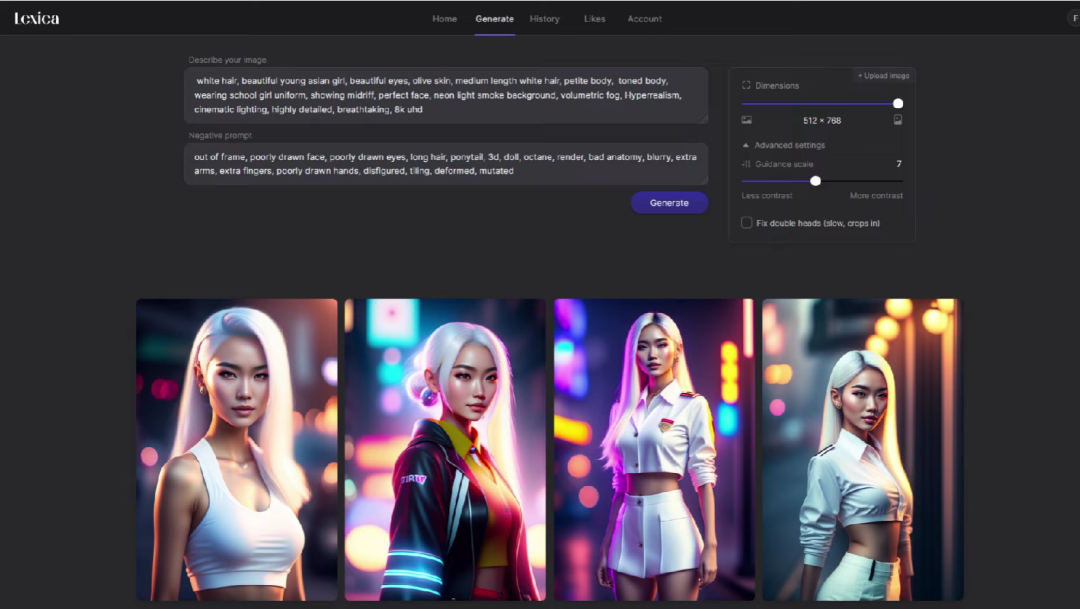 Lexica
Home Generate History Likes Account
F
Describe your image
white hair, beautiful young asian girl, beautiful eyes, olive skin, medium length white hair, petite body, toned body,
wearing school girl uniform, showing midriff, perfect face, neon light smoke background, volumetric fog, Hyperrealism,
cinematic lighting, highly detailed, breathtaking, 8k uhd
Negative prompt
out of frame, poorly drawn face, poorly drawn eyes, long hair, ponytail, 3d, doll, octane, render, bad anatomy, blurry, extra
arms, extra fingers, poorly drawn hands, disfigured, tiling, deformed, mutated
Generate
+ Upload image
Dimensions
512 × 768
Advanced settings
Guidance scale 7
Less contrast More contrast
Fix double heads (slow, crops in)